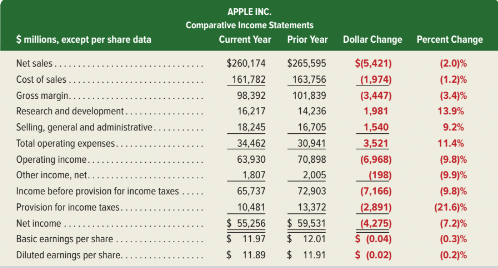 APPLE INC.
Comparative Income Statements
$ millions, except per share data Current Year Prior Year Dollar Change Percent Change
Net sales . . . . . . . . . . . . . . . . . . . . . . . . . . . . . $260,174 $265,595 $(5,421) (2.0)%
Cost of sales . . . . . . . . . . . . . . . . . . . . . . . . . . 161,782 163,756 (1,974) (1.2)%
Gross margin. . . . . . . . . . . . . . . . . . . . . . . . . . 98,392 101,839 (3,447) (3.4)%
Research and development . . . . . . . . . . . . . . . 16,217 14,236 1,981 13.9%
Selling, general and administrative . . . . . . . . . . 18,245 16,705 1,540 9.2%
Total operating expenses. . . . . . . . . . . . . . . . . 34,462 30,941 3,521 11.4%
Operating income. . . . . . . . . . . . . . . . . . . . . . 63,930 70,898 (6,968) (9.8)%
Other income, net. . . . . . . . . . . . . . . . . . . . . . 1,807 2,005 (198) (9.9)%
Income before provision for income taxes . . . . . 65,737 72,903 (7,166) (9.8)%
Provision for income taxes. . . . . . . . . . . . . . . . 10,481 13,372 (2,891) (21.6)%
Net income . . . . . . . . . . . . . . . . . . . . . . . . . . . $ 55,256 $ 59,531 (4,275) (7.2)%
Basic earnings per share . . . . . . . . . . . . . . . . . $ 11.97 $ 12.01 $ (0.04) (0.3)%
Diluted earnings per share. . . . . . . . . . . . . . . . $ 11.89 $ 11.91 $ (0.02) (0.2)%